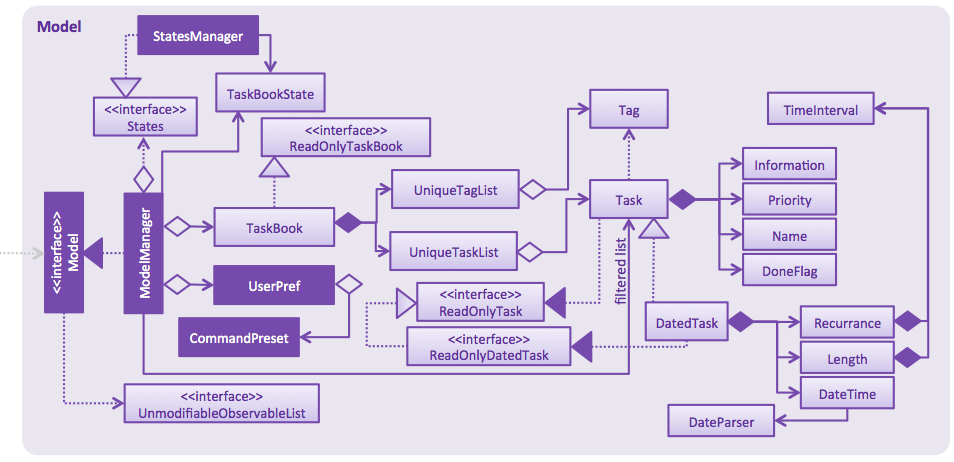 Model
StatesManager
TaskBookState
<<interface>>
States
<<interface>>
ReadOnlyTaskBook
Tag
TimeInterval
Information
UniqueTagList
Task
Priority
<<interface>>
Model
ModelManager
TaskBook
Name
UniqueTaskList
filtered list
DoneFlag
UserPref
<<interface>>
ReadOnlyTask
DatedTask
Recurrance
CommandPreset
<<interface>>
ReadOnlyDatedTask
Length
DateTime
<<interface>>
UnmodifiableObservableList
DateParser